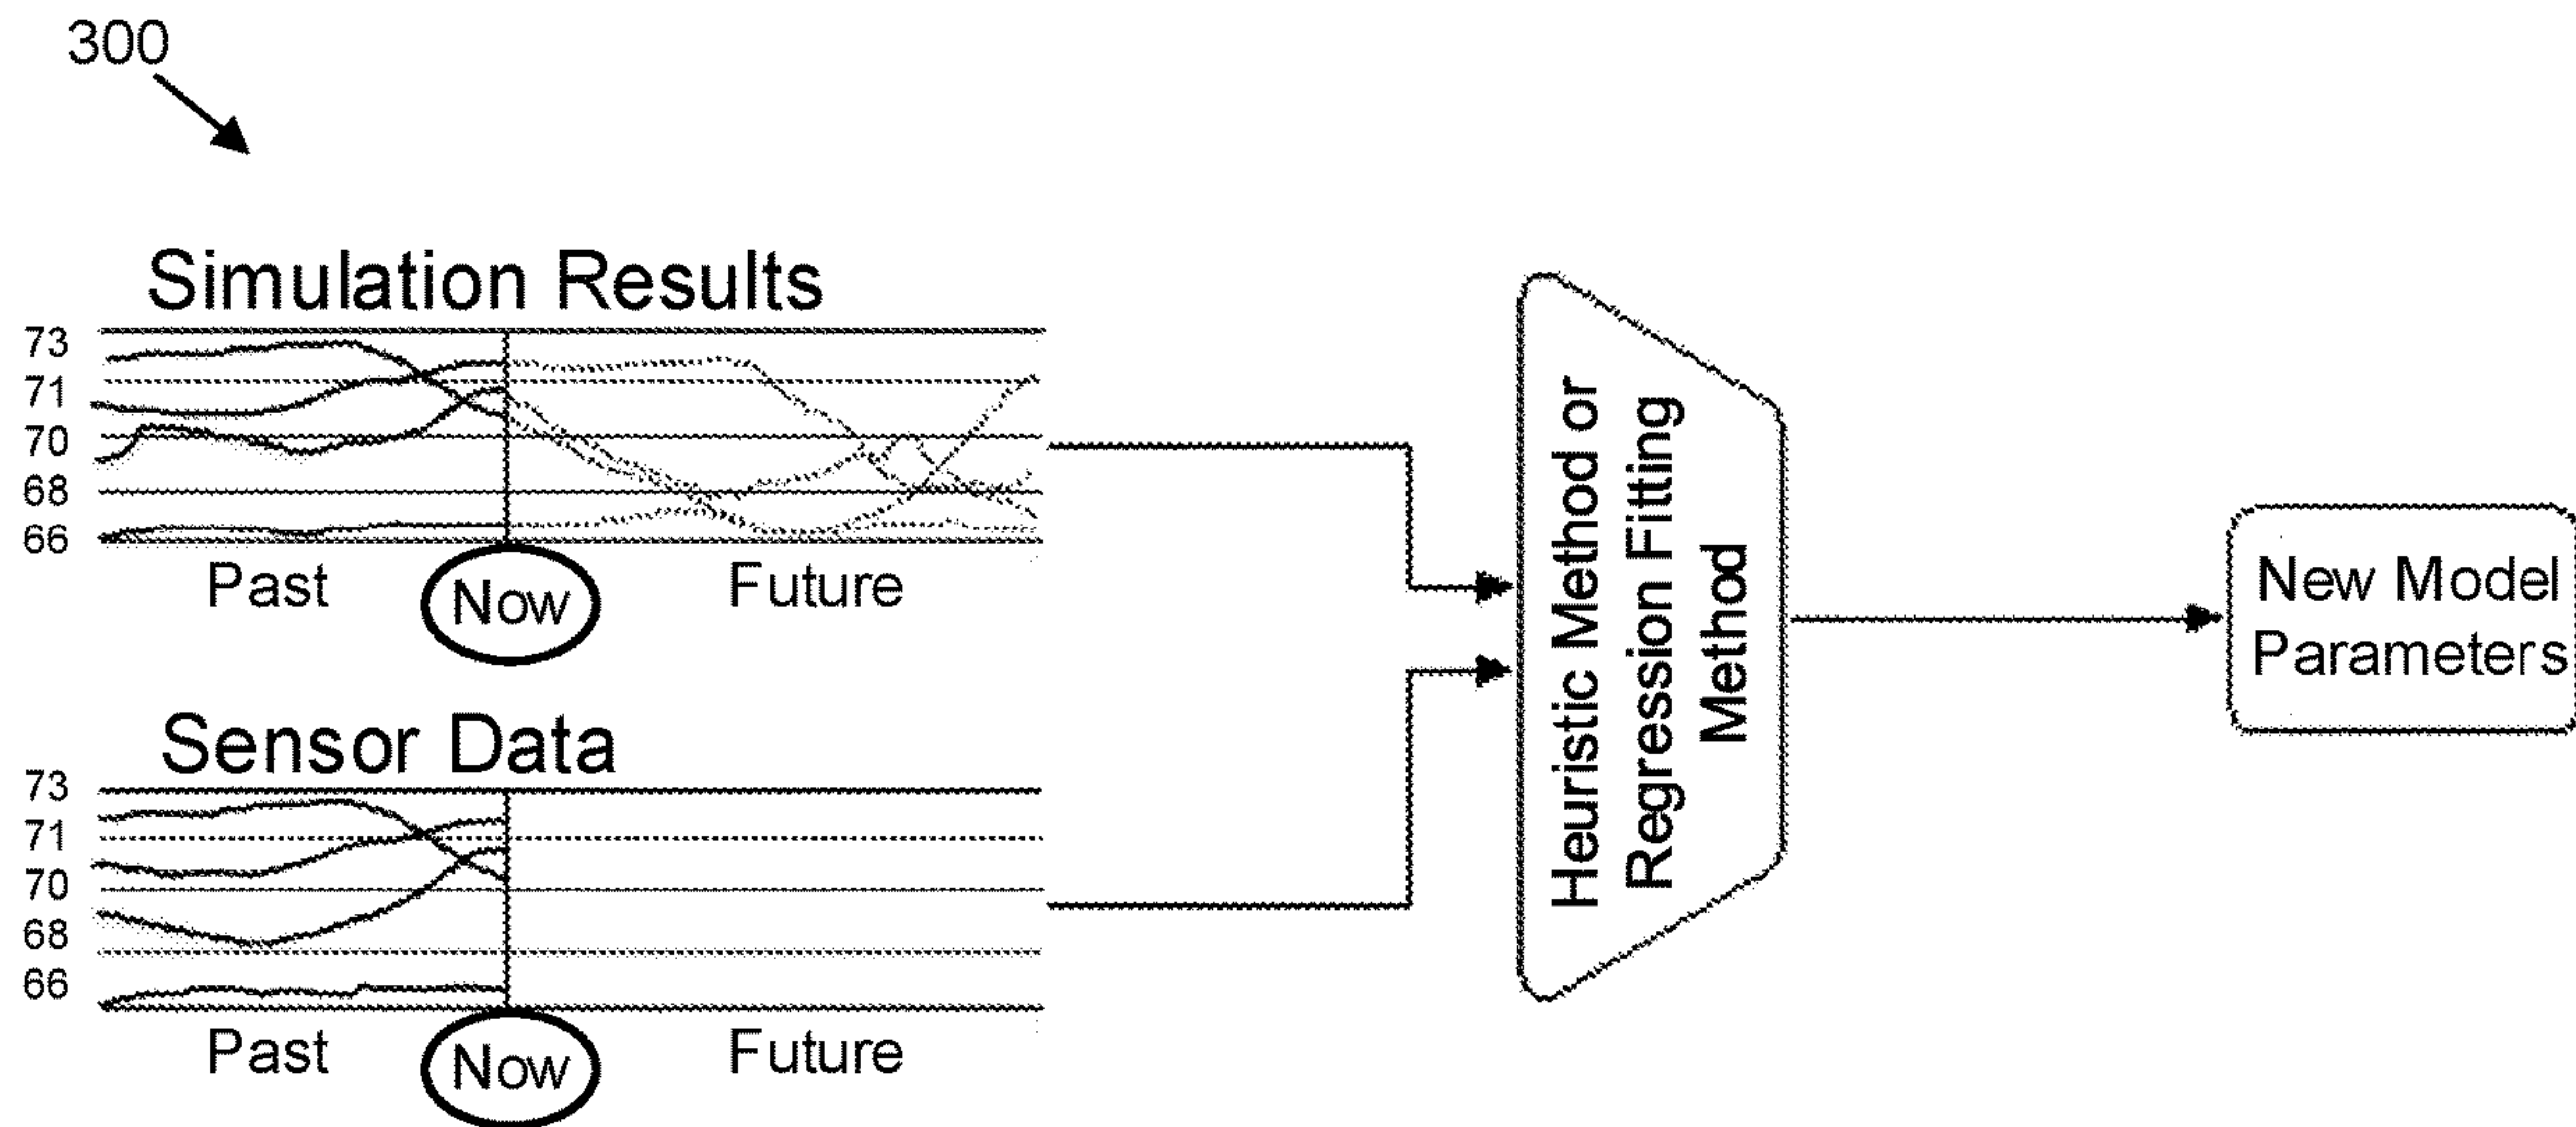 300
Simulation Results
73
71
70
68
66
Past
Now
Future
Sensor Data
73
71
70
68
66
Past
Now
Future
Heuristic Method or
Regression Fitting
Method
New Model
Parameters